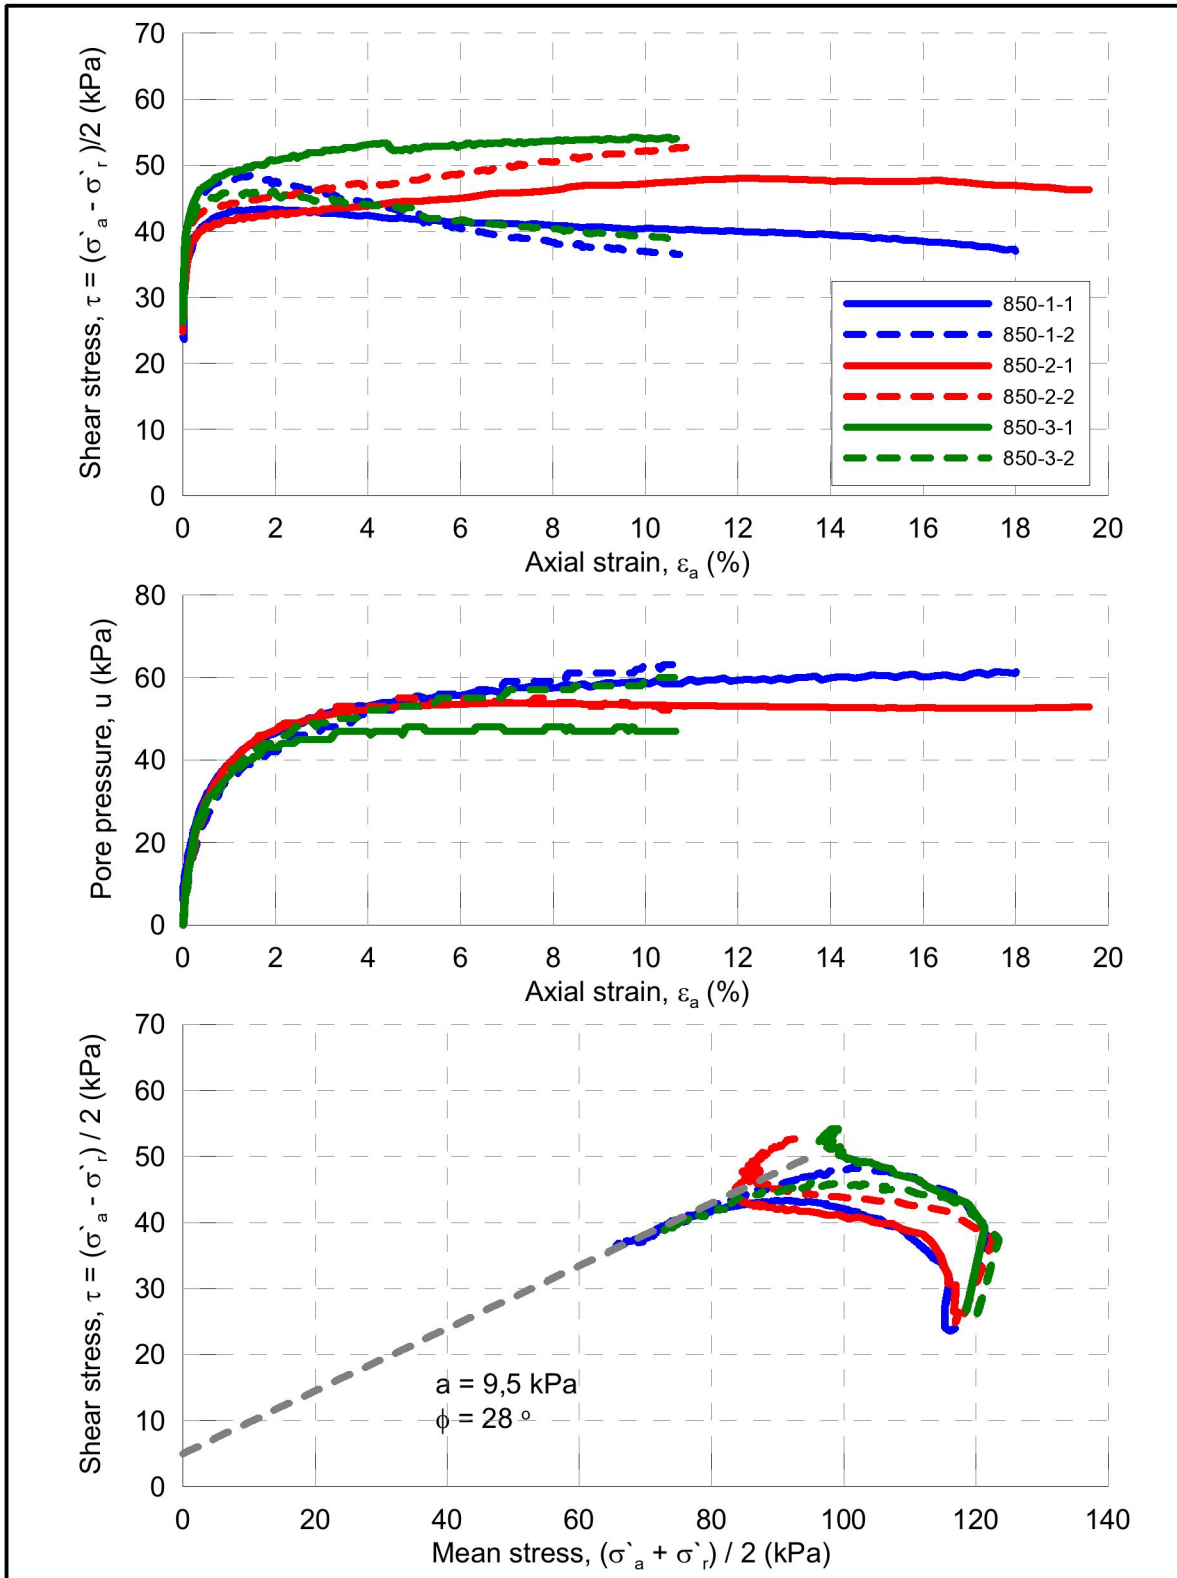 Shear stress, τ = (σ`a - σ`r)/2 (kPa)
70
60
50
40
30
20
10
0
850-1-1
850-1-2
850-2-1
850-2-2
850-3-1
850-3-2
0 2 4 6 8 10 12 14 16 18 20
Axial strain, εa (%)
Pore pressure, u (kPa)
80
60
40
20
0
0 2 4 6 8 10 12 14 16 18 20
Axial strain, εa (%)
Shear stress, τ = (σ`a - σ`r) / 2 (kPa)
70
60
50
40
30
20
10
0
a = 9,5 kPa
ϕ = 28 º
0 20 40 60 80 100 120 140
Mean stress, (σ`a + σ`r) / 2 (kPa)